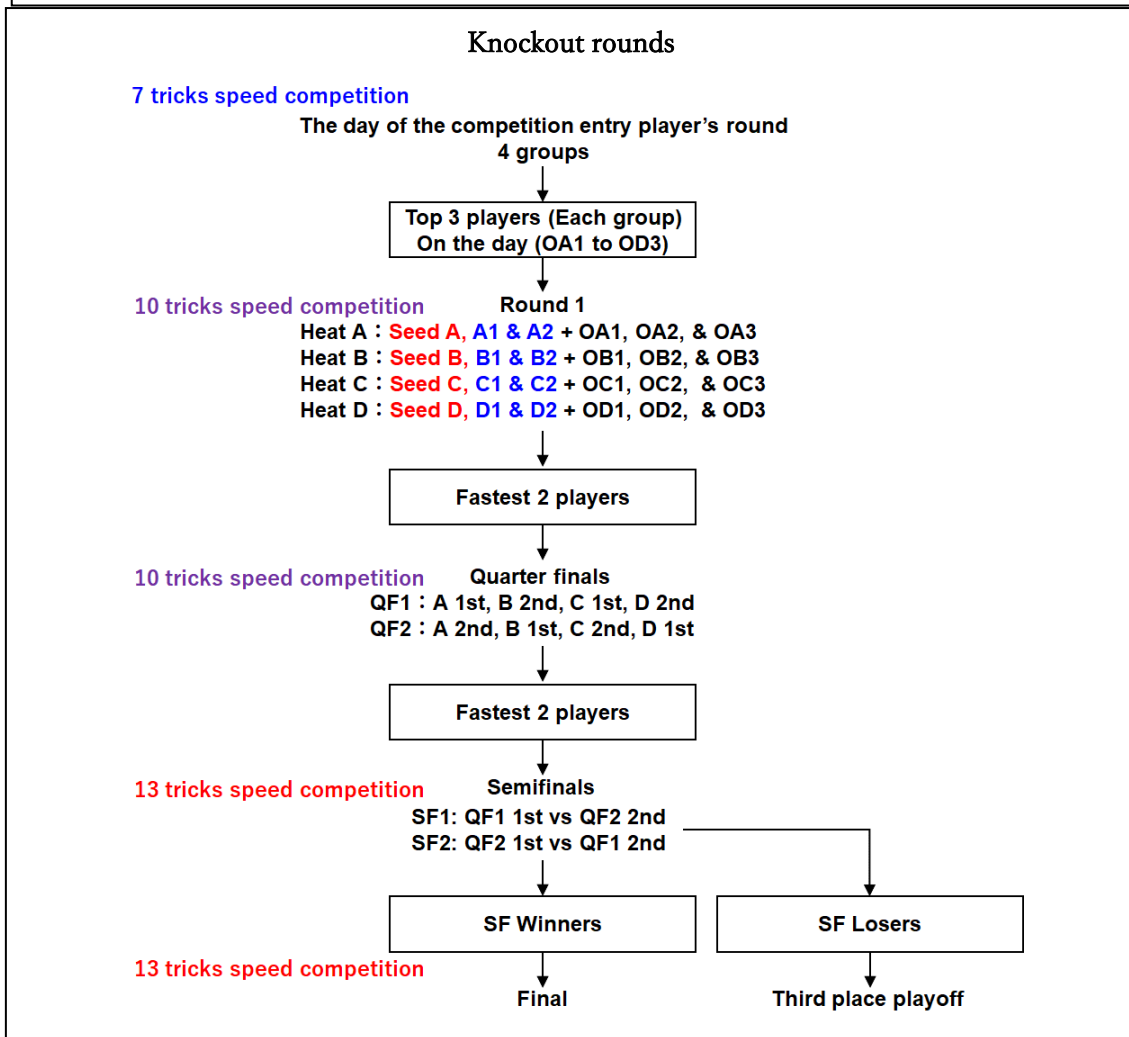 Knockout rounds
7 tricks speed competition
The day of the competition entry player’s round
4 groups
Top 3 players (Each group)
On the day (OA1 to OD3)
10 tricks speed competition
Round 1
Heat A：Seed A, A1 & A2 + OA1, OA2, & OA3
Heat B：Seed B, B1 & B2 + OB1, OB2, & OB3
Heat C：Seed C, C1 & C2 + OC1, OC2,  & OC3
Heat D：Seed D, D1 & D2 + OD1, OD2,  & OD3
Fastest 2 players
10 tricks speed competition
Quarter finals
QF1：A 1st, B 2nd, C 1st, D 2nd
QF2：A 2nd, B 1st, C 2nd, D 1st
Fastest 2 players
13 tricks speed competition
Semifinals
SF1: QF1 1st vs QF2 2nd
SF2: QF2 1st vs QF1 2nd
SF Winners
SF Losers
13 tricks speed competition
Final
Third place playoff